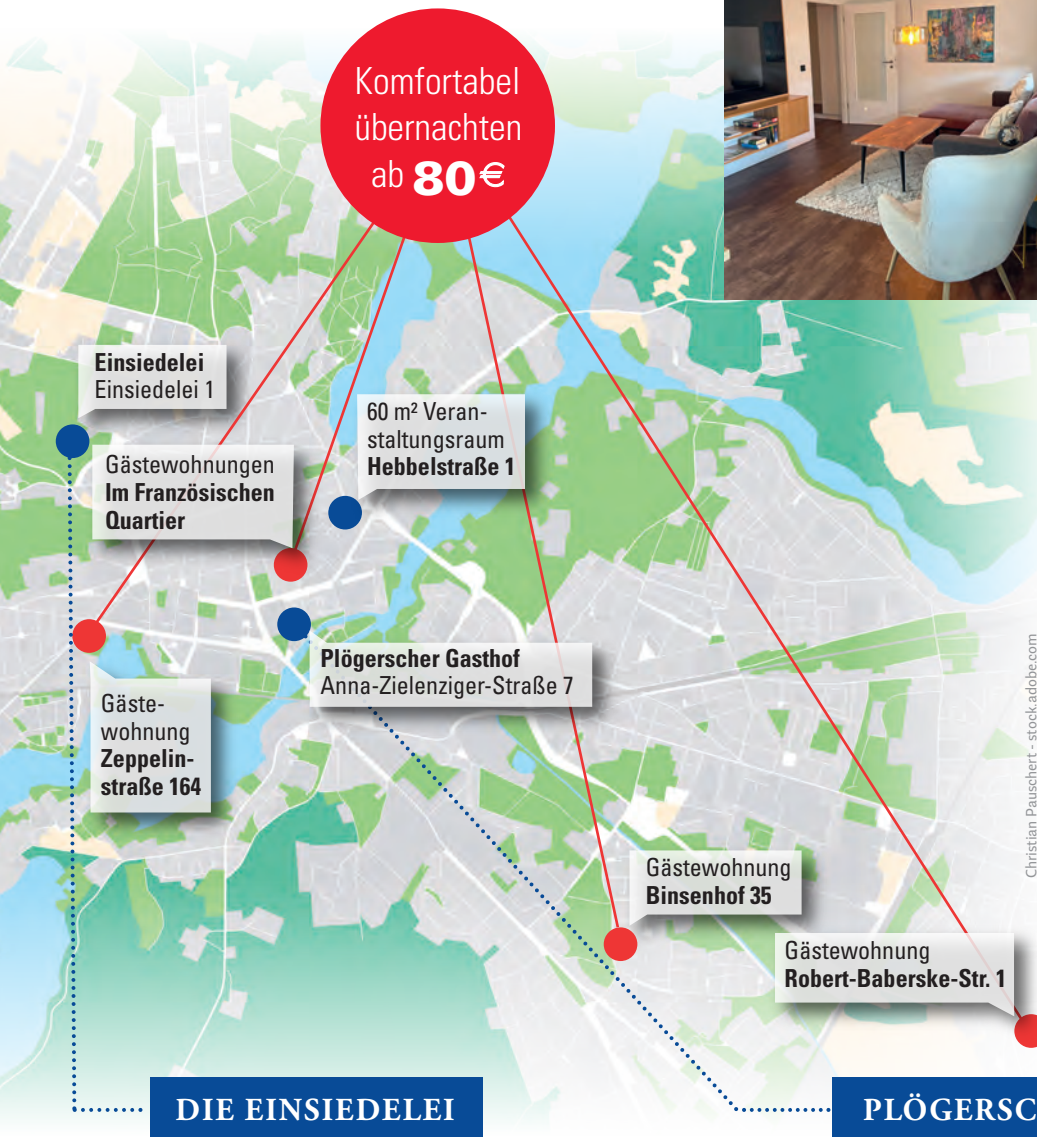 Komfortabel
übernachten
ab 80€
Einsiedelei
Einsiedelei 1
60 m² Veran-
staltungsraum
Hebbelstraße 1
Gästewohnungen
Im Französischen
Quartier
Plögerscher Gasthof
Anna-Zielenziger-Straße 7
Gäste-
wohnung
Zeppelin-
straße 164
Christian Pauschert - stock.adobe.com
Gästewohnung
Binsenhof 35
Gästewohnung
Robert-Baberske-Str. 1
DIE EINSIEDELEI
PLÖGERSC